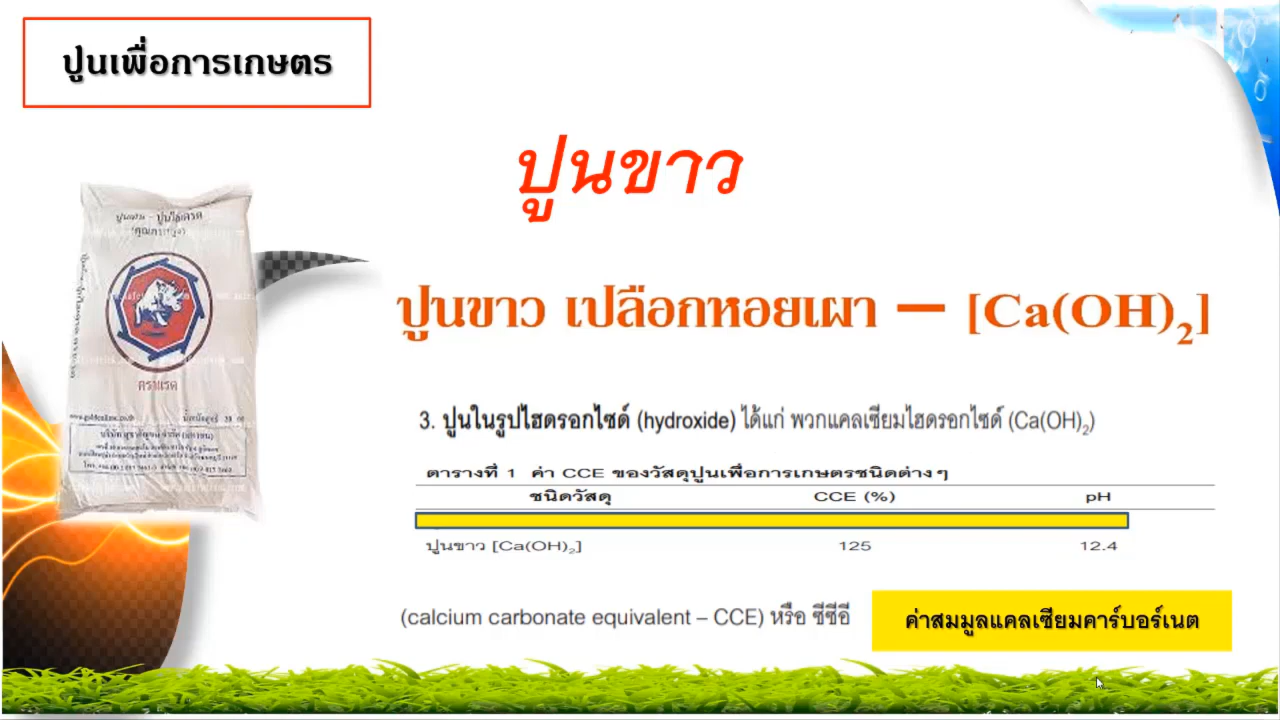 ปูนเพื่อการเกษตร
ปูนขาว
ปูนขาว เปลือกหอยเผา – [Ca(OH)₂]
3. ปูนในรูปไฮดรอกไซด์ (hydroxide) ได้แก่ พวกแคลเซียมไฮดรอกไซด์ (Ca(OH)₂)
ตารางที่ 1 ค่า CCE ของวัสดุปูนเพื่อการเกษตรชนิดต่างๆ
ชนิดวัสดุ CCE (%) pH
ปูนขาว [Ca(OH)₂] 125 12.4
(calcium carbonate equivalent – CCE) หรือ ซีซีอี
ค่าสมมูลแคลเซียมคาร์บอร์เนต
ตราแรด